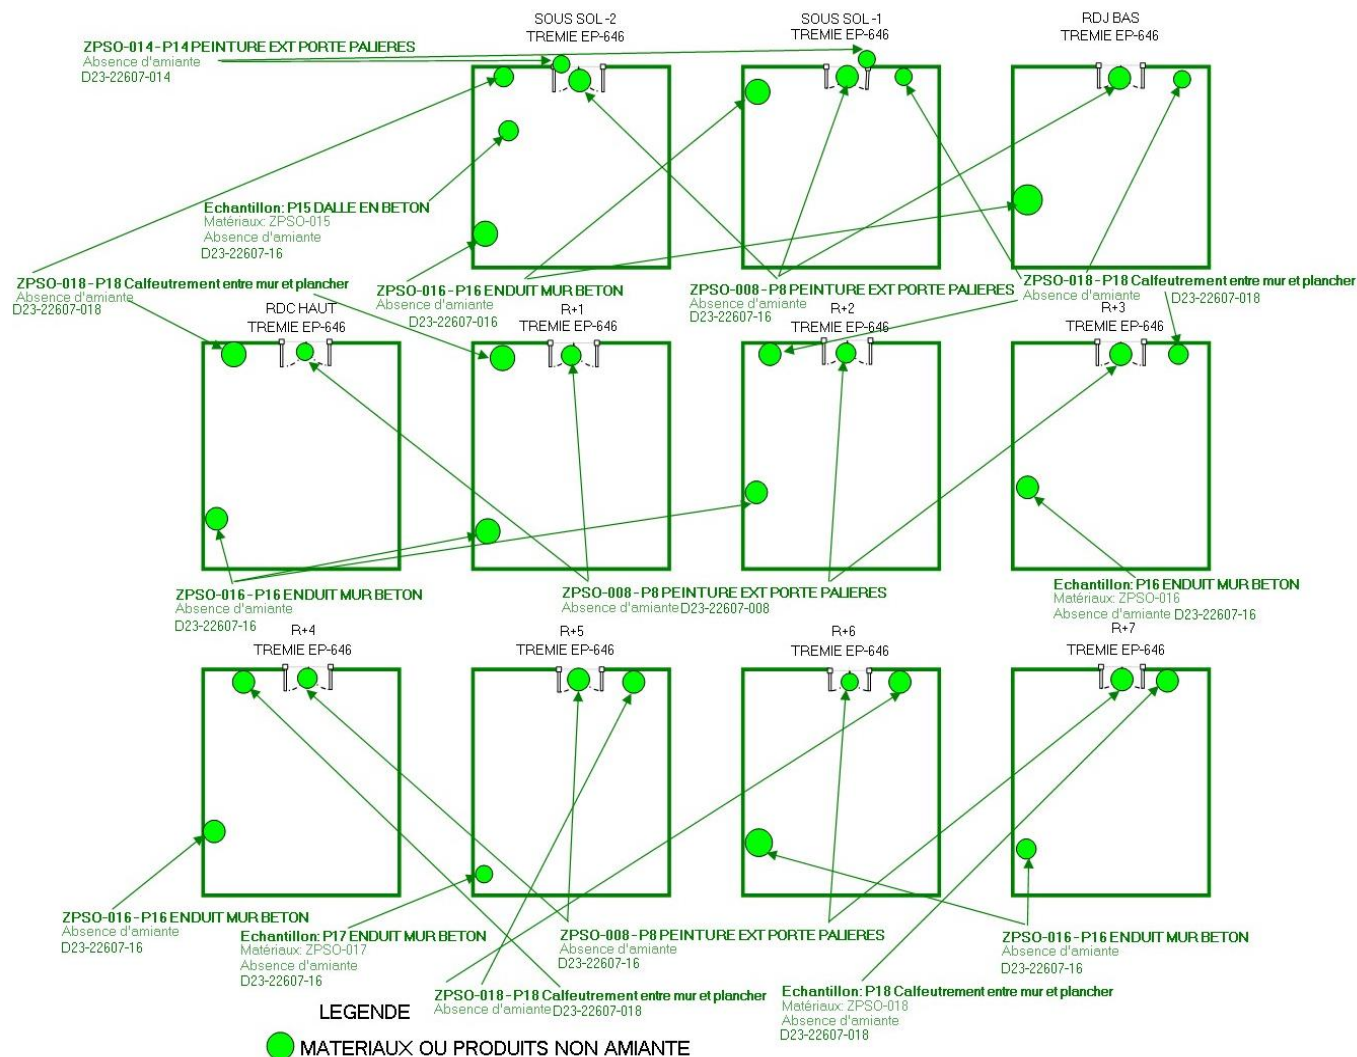 SOUS SOL -2
TREMIE EP-646
SOUS SOL -1
TREMIE EP-646
RDJ BAS
TREMIE EP-646
ZPSO-014 - P14 PEINTURE EXT PORTE PALIERES
Absence d'amiante
D23-22607-014
Echantillon: P15 DALLE EN BETON
Matériaux: ZPSO-015
Absence d'amiante
D23-22607-16
ZPSO-018 - P18 Calfeutrement entre mur et plancher
Absence d'amiante
D23-22607-018
ZPSO-016 - P16 ENDUIT MUR BETON
Absence d'amiante
D23-22607-016
ZPSO-008 - P8 PEINTURE EXT PORTE PALIERES
Absence d'amiante
D23-22607-16
ZPSO-018 - P18 Calfeutrement entre mur et plancher
Absence d'amiante D23-22607-018
RDC HAUT
TREMIE EP-646
R+1
TREMIE EP-646
R+2
TREMIE EP-646
R+3
TREMIE EP-646
ZPSO-016 - P16 ENDUIT MUR BETON
Absence d'amiante
D23-22607-16
ZPSO-008 - P8 PEINTURE EXT PORTE PALIERES
Absence d'amiante D23-22607-008
Echantillon: P16 ENDUIT MUR BETON
Matériaux: ZPSO-016
Absence d'amiante D23-22607-16
R+4
TREMIE EP-646
R+5
TREMIE EP-646
R+6
TREMIE EP-646
R+7
TREMIE EP-646
ZPSO-016 - P16 ENDUIT MUR BETON
Absence d'amiante
D23-22607-16
Echantillon: P17 ENDUIT MUR BETON
Matériaux: ZPSO-017
Absence d'amiante
D23-22607-16
ZPSO-008 - P8 PEINTURE EXT PORTE PALIERES
Absence d'amiante
D23-22607-16
ZPSO-016 - P16 ENDUIT MUR BETON
Absence d'amiante
D23-22607-16
ZPSO-018 - P18 Calfeutrement entre mur et plancher
Absence d'amiante D23-22607-018
Echantillon: P18 Calfeutrement entre mur et plancher
Matériaux: ZPSO-018
Absence d'amiante
D23-22607-018
LEGENDE
MATERIAUX OU PRODUITS NON AMIANTE